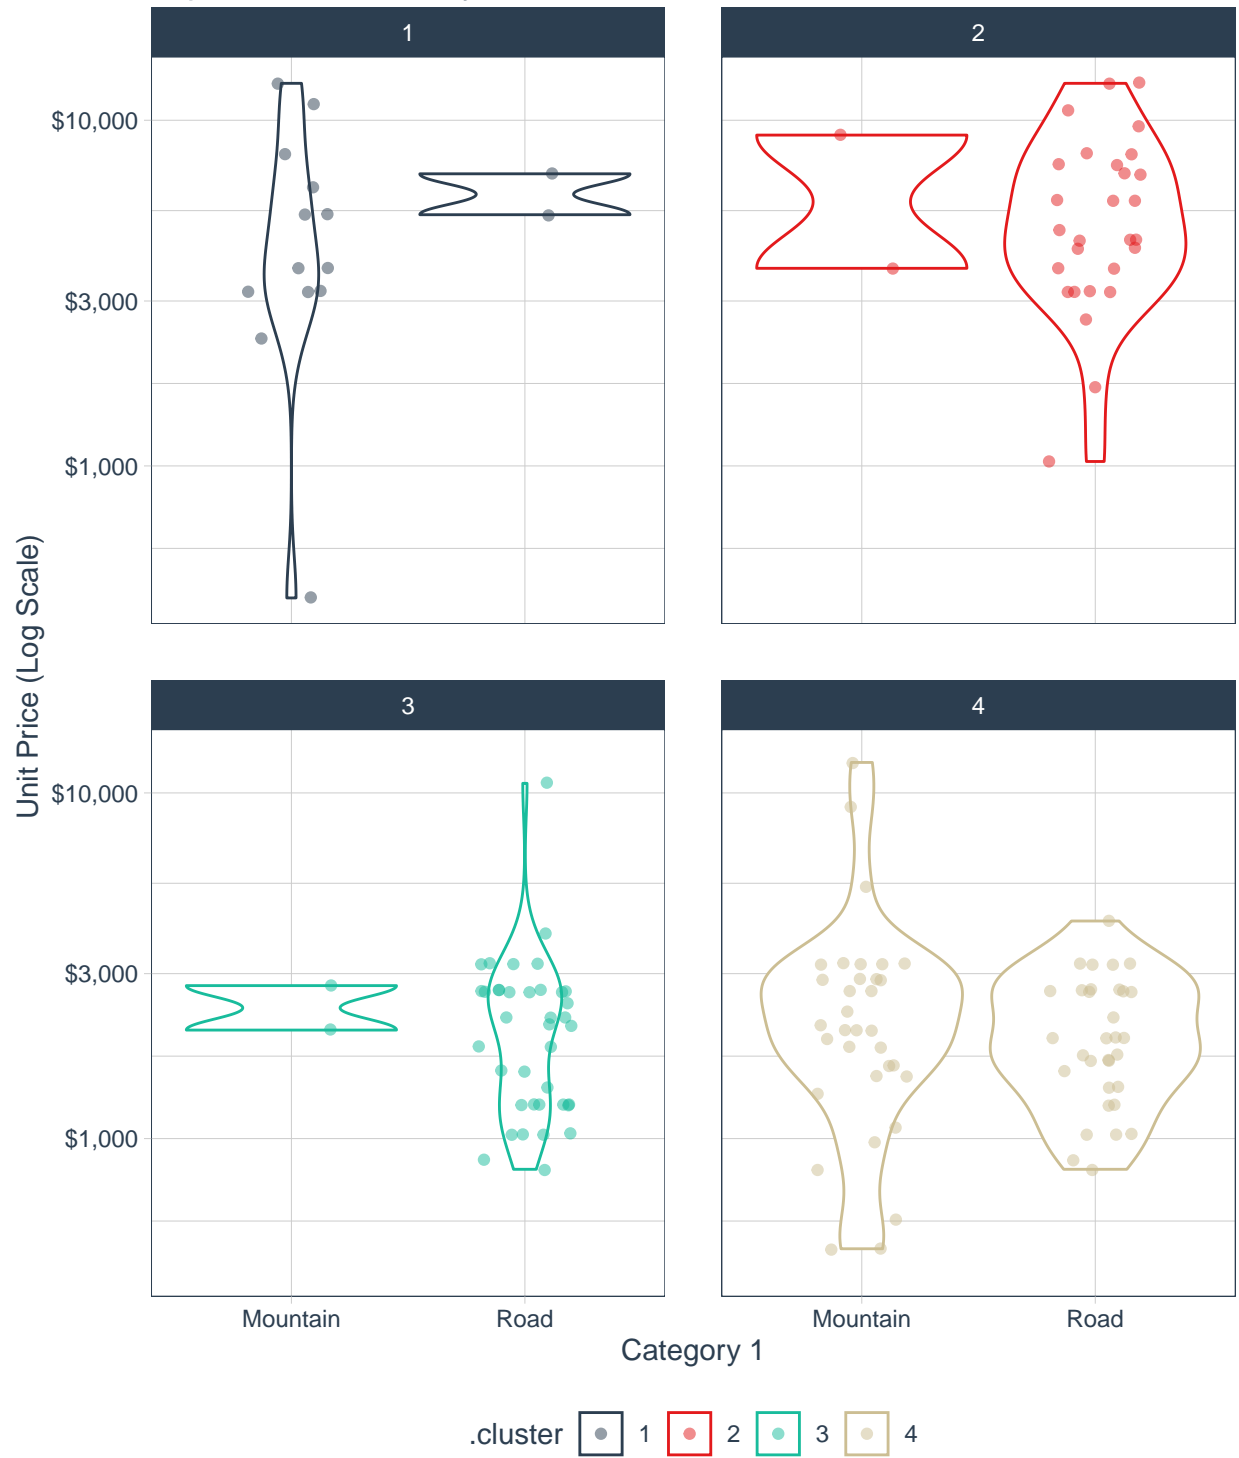 1
2
$10,000
$3,000
$1,000
Unit Price (Log Scale)
3
4
$10,000
$3,000
$1,000
Mountain
Road
Mountain
Road
Category 1
.cluster 1 2 3 4